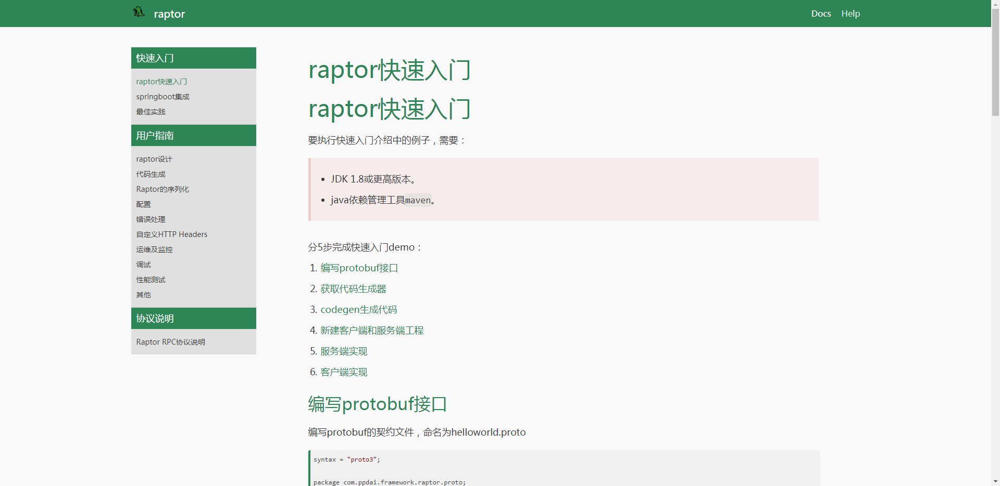 raptor
Docs
Help
快速入门
raptor快速入门
springboot集成
最佳实践
用户指南
raptor设计
代码生成
Raptor的序列化
配置
错误处理
自定义HTTP Headers
运维及监控
调试
性能测试
其他
协议说明
Raptor RPC协议说明
raptor快速入门
raptor快速入门
要执行快速入门介绍中的例子，需要：
• JDK 1.8或更高版本。
• java依赖管理工具maven。
分5步完成快速入门demo：
1. 编写protobuf接口
2. 获取代码生成器
3. codegen生成代码
4. 新建客户端和服务端工程
5. 服务端实现
6. 客户端实现
编写protobuf接口
编写protobuf的契约文件，命名为helloworld.proto
syntax = "proto3";
package com.ppdai.framework.raptor.proto;